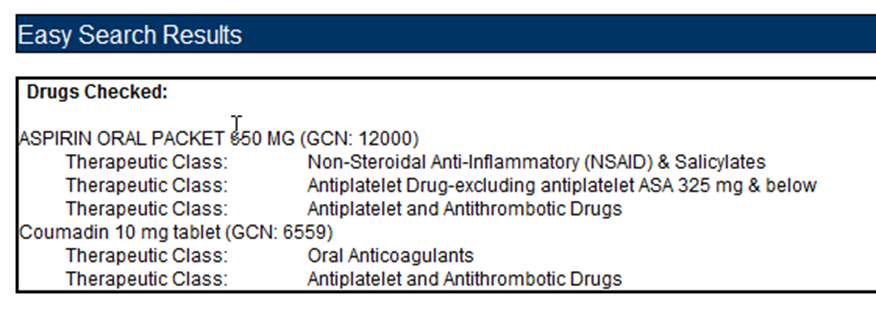 Easy Search Results
Drugs Checked:
ASPIRIN ORAL PACKET 650 MG (GCN: 12000)
Therapeutic Class: Non-Steroidal Anti-Inflammatory (NSAID) & Salicylates
Therapeutic Class: Antiplatelet Drug-excluding antiplatelet ASA 325 mg & below
Therapeutic Class: Antiplatelet and Antithrombotic Drugs
Coumadin 10 mg tablet (GCN: 6559)
Therapeutic Class: Oral Anticoagulants
Therapeutic Class: Antiplatelet and Antithrombotic Drugs